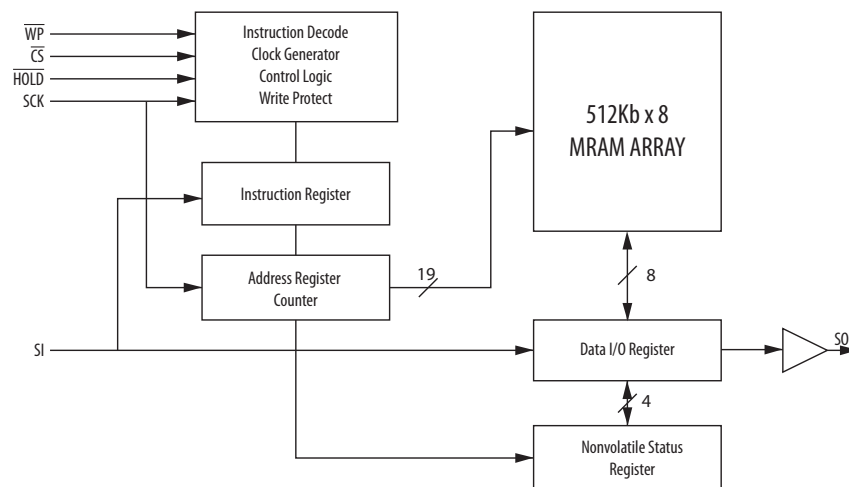 WP
CS
HOLD
SCK
Instruction Decode
Clock Generator
Control Logic
Write Protect
512Kb x 8
MRAM ARRAY
Instruction Register
Address Register
Counter
19
8
SI
Data I/O Register
SO
4
Nonvolatile Status
Register